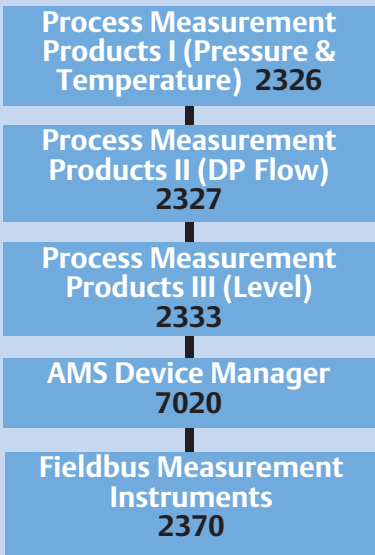 Process Measurement
Products I (Pressure &
Temperature) 2326
Process Measurement
Products II (DP Flow)
2327
Process Measurement
Products III (Level)
2333
AMS Device Manager
7020
Fieldbus Measurement
Instruments
2370